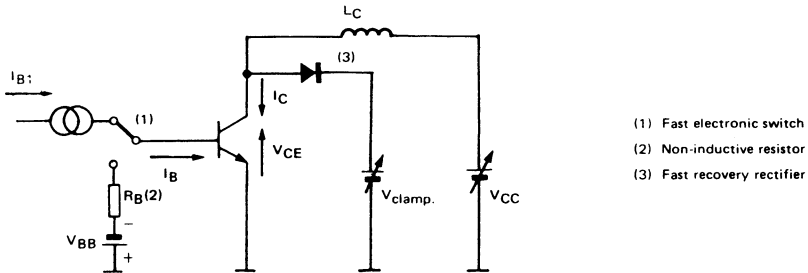 L_C
(3)
I_B1
(1)
I_C
V_CE
I_B
R_B(2)
V_clamp.
V_CC
−
V_BB
+
(1) Fast electronic switch
(2) Non-inductive resistor
(3) Fast recovery rectifier